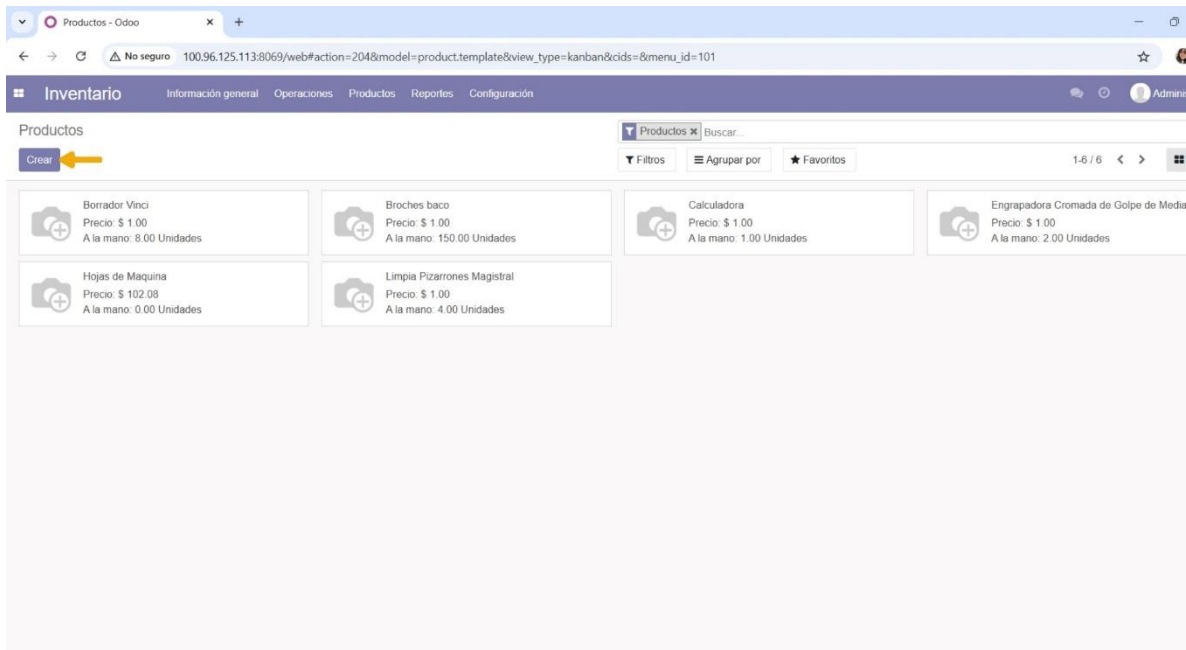 Productos - Odoo
No seguro 100.96.125.113:8069/web#action=204&model=product.template&view_type=kanban&cids=&menu_id=101
Inventario Información general Operaciones Productos Reportes Configuración
Productos
Productos Buscar...
Crear
Filtros Agrupar por Favoritos 1-6 / 6
Borrador Vinci
Precio: $ 1.00
A la mano: 8.00 Unidades
Broches baco
Precio: $ 1.00
A la mano: 150.00 Unidades
Calculadora
Precio: $ 1.00
A la mano: 1.00 Unidades
Engrapadora Cromada de Golpe de Media
Precio: $ 1.00
A la mano: 2.00 Unidades
Hojas de Maquina
Precio: $ 102.08
A la mano: 0.00 Unidades
Limpia Pizarrones Magistral
Precio: $ 1.00
A la mano: 4.00 Unidades